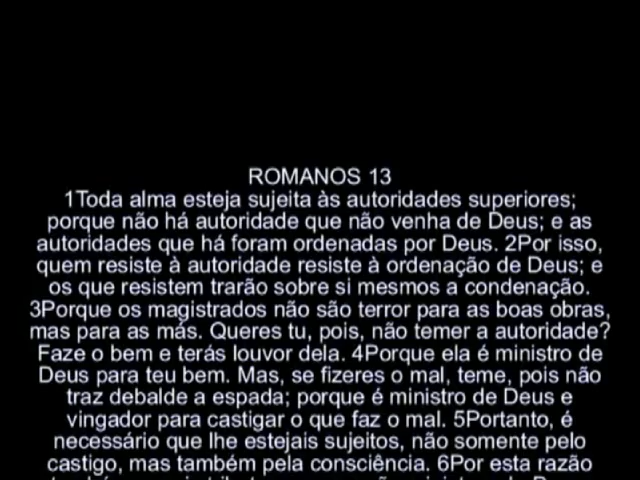 ROMANOS 13
1Toda alma esteja sujeita às autoridades superiores;
porque não há autoridade que não venha de Deus; e as
autoridades que há foram ordenadas por Deus. 2Por isso,
quem resiste à autoridade resiste à ordenação de Deus; e
os que resistem trarão sobre si mesmos a condenação.
3Porque os magistrados não são terror para as boas obras,
mas para as más. Queres tu, pois, não temer a autoridade?
Faze o bem e terás louvor dela. 4Porque ela é ministro de
Deus para teu bem. Mas, se fizeres o mal, teme, pois não
traz debalde a espada; porque é ministro de Deus e
vingador para castigar o que faz o mal. 5Portanto, é
necessário que lhe estejais sujeitos, não somente pelo
castigo, mas também pela consciência. 6Por esta razão